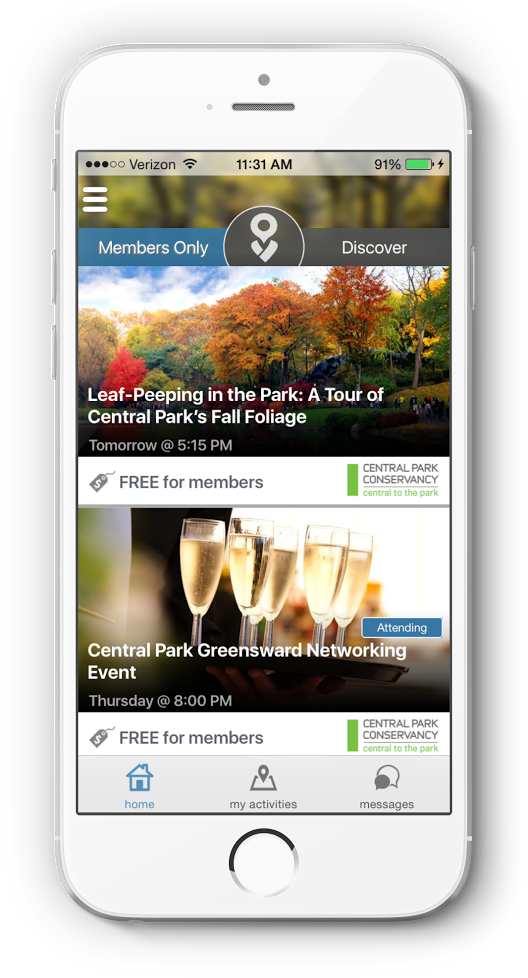 Verizon 11:31 AM 91%
Members Only Discover
Leaf-Peeping in the Park: A Tour of
Central Park's Fall Foliage
Tomorrow @ 5:15 PM
$ FREE for members
CENTRAL PARK
CONSERVANCY
central to the park
Attending
Central Park Greensward Networking
Event
Thursday @ 8:00 PM
$ FREE for members
CENTRAL PARK
CONSERVANCY
central to the park
home my activities messages